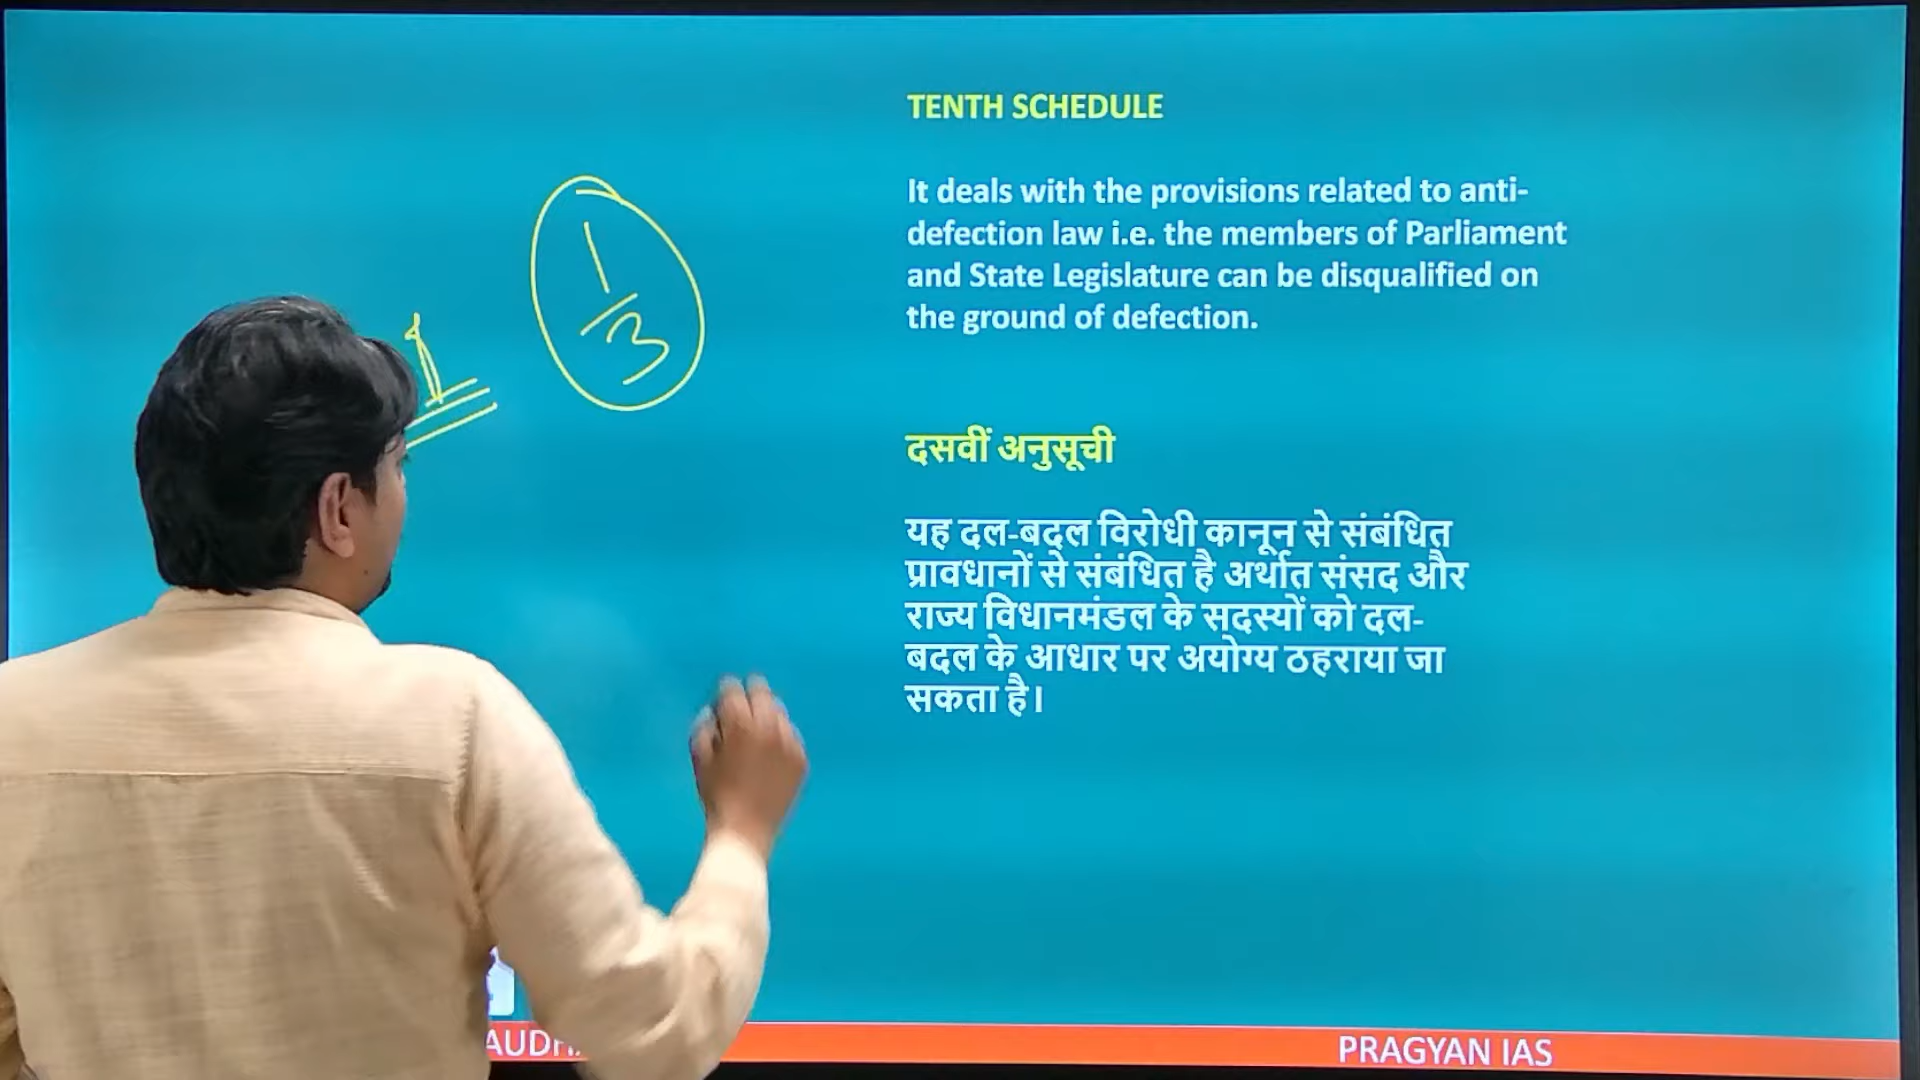 TENTH SCHEDULE
It deals with the provisions related to anti-
defection law i.e. the members of Parliament
and State Legislature can be disqualified on
the ground of defection.
1
3
दसवीं अनुसूची
यह दल-बदल विरोधी कानून से संबंधित
प्रावधानों से संबंधित है अर्थात संसद और
राज्य विधानमंडल के सदस्यों को दल-
बदल के आधार पर अयोग्य ठहराया जा
सकता है।
PRAGYAN IAS